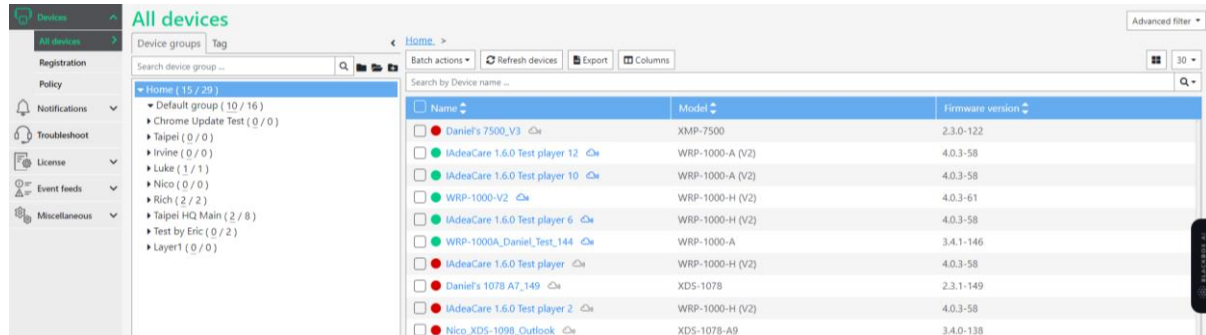 Devices
All devices
Registration
Policy
Notifications
Troubleshoot
License
Event feeds
Miscellaneous
All devices
Advanced filter
Device groups Tag
Search device group ...
Home ( 15 / 29 )
Default group ( 10 / 16 )
Chrome Update Test ( 0 / 0 )
Taipei ( 0 / 0 )
Irvine ( 0 / 0 )
Luke ( 1 / 1 )
Nico ( 0 / 0 )
Rich ( 2 / 2 )
Taipei HQ Main ( 2 / 8 )
Test by Eric ( 0 / 2 )
Layer1 ( 0 / 0 )
Home >
Batch actions Refresh devices Export Columns 30
Search by Device name ...
Name Model Firmware version
Daniel's 7500_V3 XMP-7500 2.3.0-122
IAdeaCare 1.6.0 Test player 12 WRP-1000-A (V2) 4.0.3-58
IAdeaCare 1.6.0 Test player 10 WRP-1000-A (V2) 4.0.3-58
WRP-1000-V2 WRP-1000-H (V2) 4.0.3-61
IAdeaCare 1.6.0 Test player 6 WRP-1000-H (V2) 4.0.3-58
WRP-1000A_Daniel_Test_144 WRP-1000-A 3.4.1-146
IAdeaCare 1.6.0 Test player WRP-1000-H (V2) 4.0.3-58
Daniel's 1078 A7_149 XDS-1078 2.3.1-149
IAdeaCare 1.6.0 Test player 2 WRP-1000-H (V2) 4.0.3-58
Nico_XDS-1098_Outlook XDS-1078-A9 3.4.0-138
BLACKBOX AI